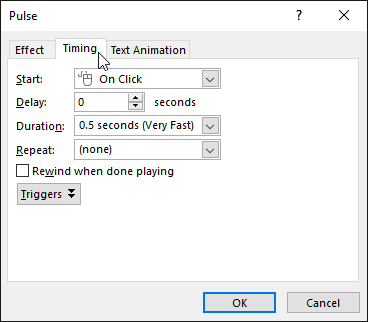 Pulse ?
Effect Timing Text Animation
Start: On Click
Delay: 0 seconds
Duration: 0.5 seconds (Very Fast)
Repeat: (none)
Rewind when done playing
Triggers
OK Cancel